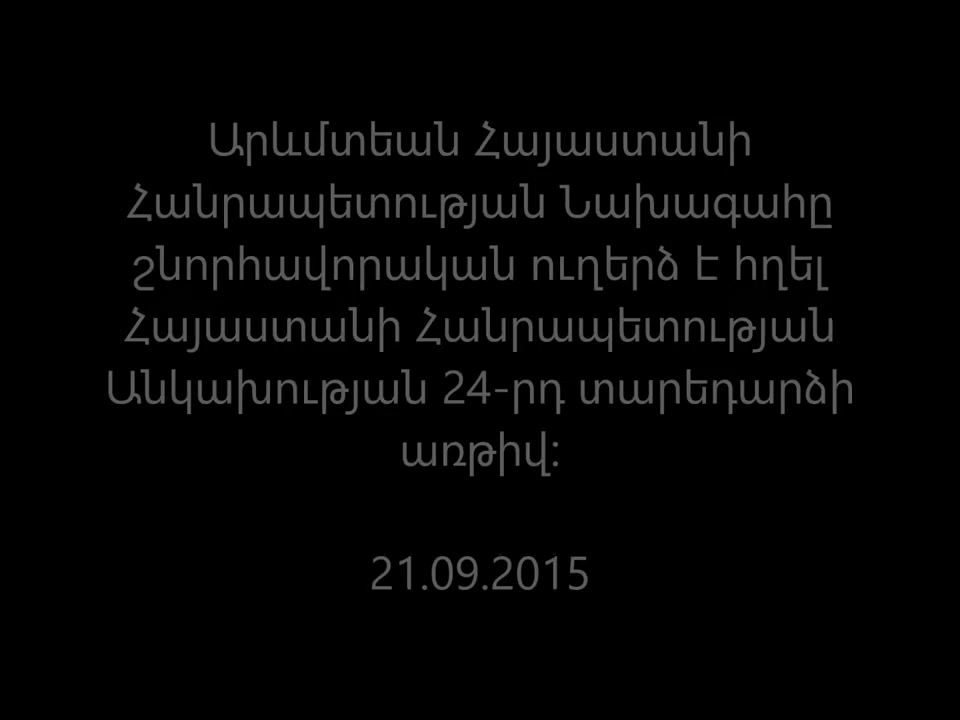 Արևմտեան Հայաստանի
Հանրապետության Նախագահը
շնորհավորական ուղերձ է հղել
Հայաստանի Հանրապետության
Անկախության 24-րդ տարեդարձի
առթիվ:
21.09.2015